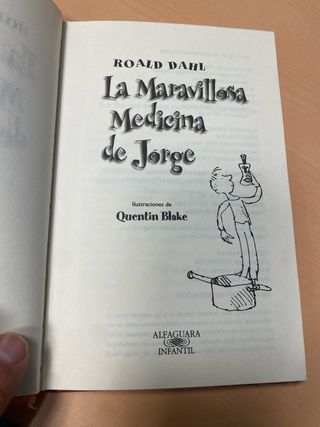 ROALD DAHL
La Maravillosa
Medicina
de Jorge
Ilustraciones de
Quentin Blake
ALFAGUARA
INFANTIL